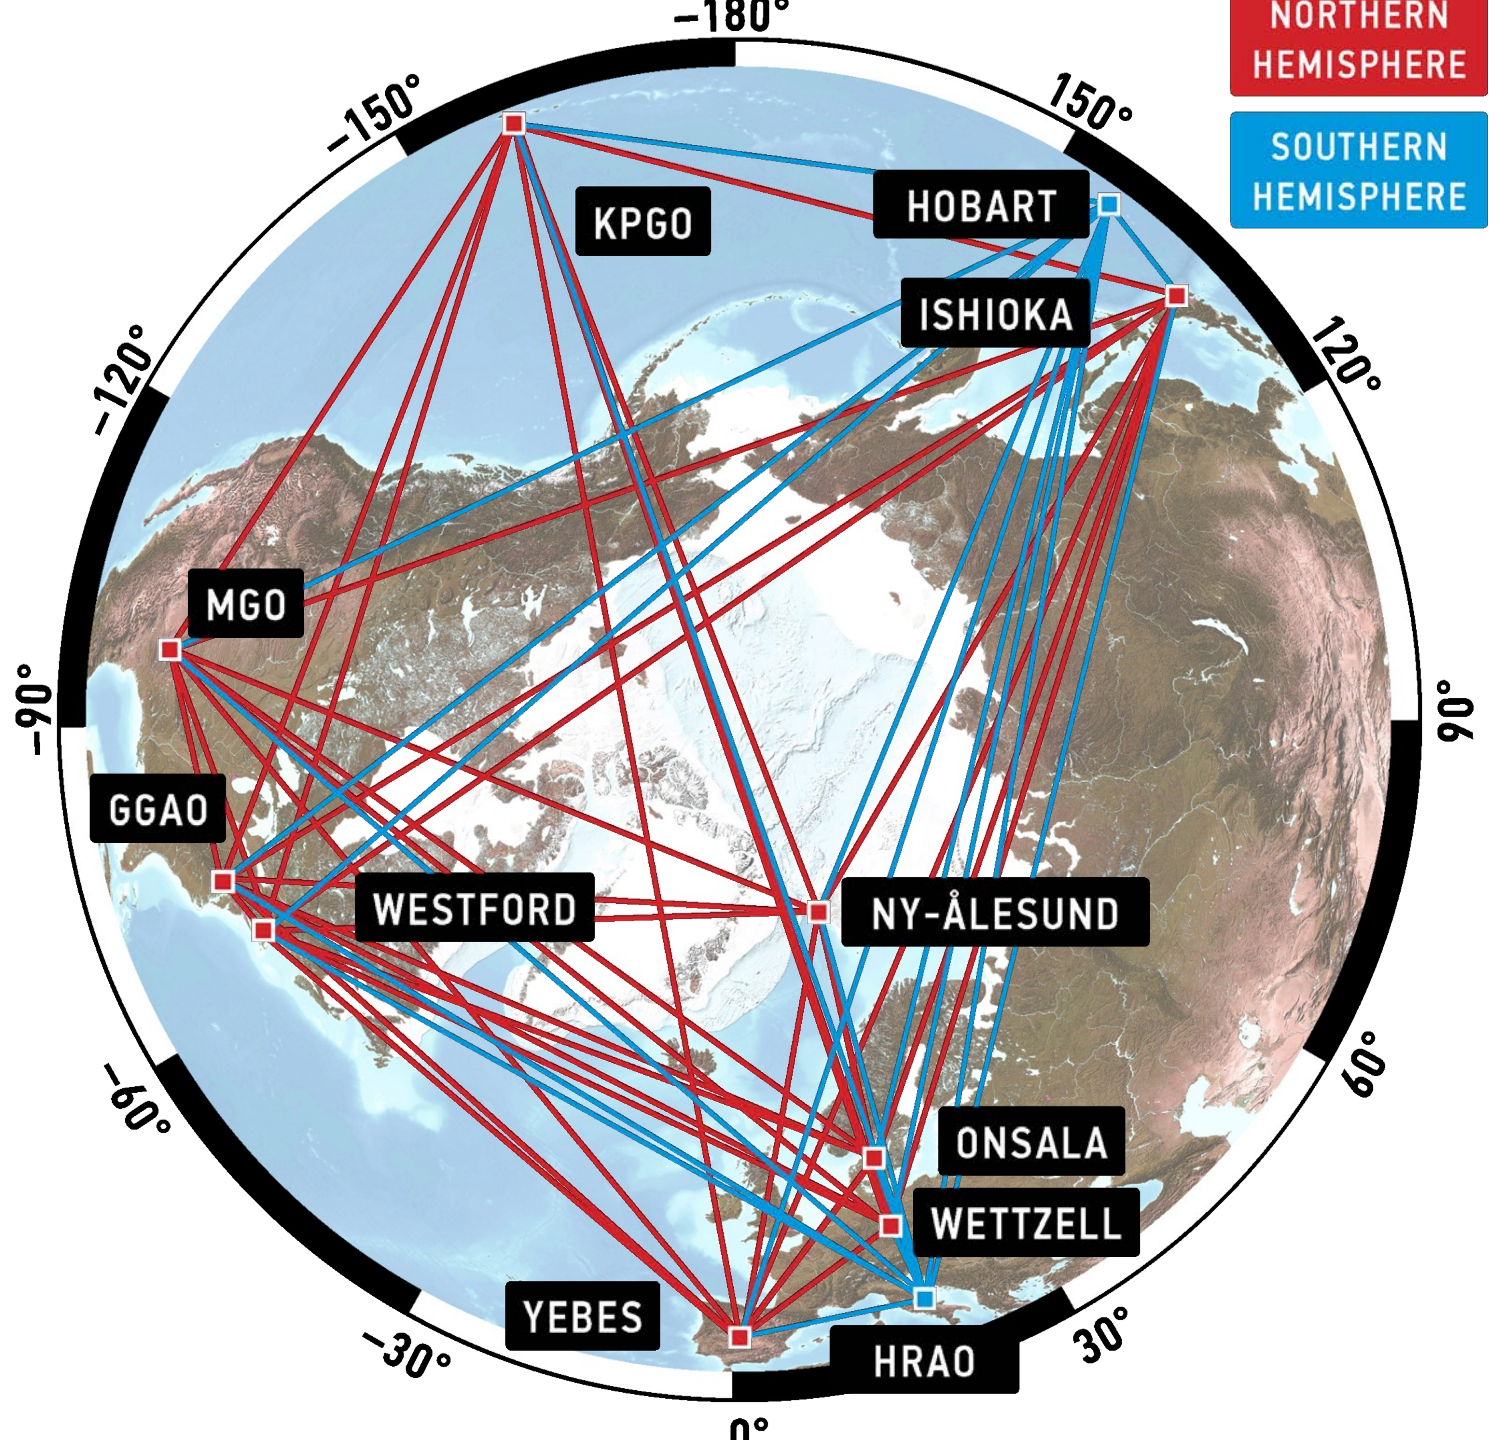 −180°
NORTHERN
HEMISPHERE
−150°
150°
SOUTHERN
HEMISPHERE
KPGO
HOBART
ISHIOKA
−120°
120°
MGO
−90°
90°
GGAO
WESTFORD
NY-ÅLESUND
−60°
60°
ONSALA
WETTZELL
YEBES
−30°
30°
HRAO
0°